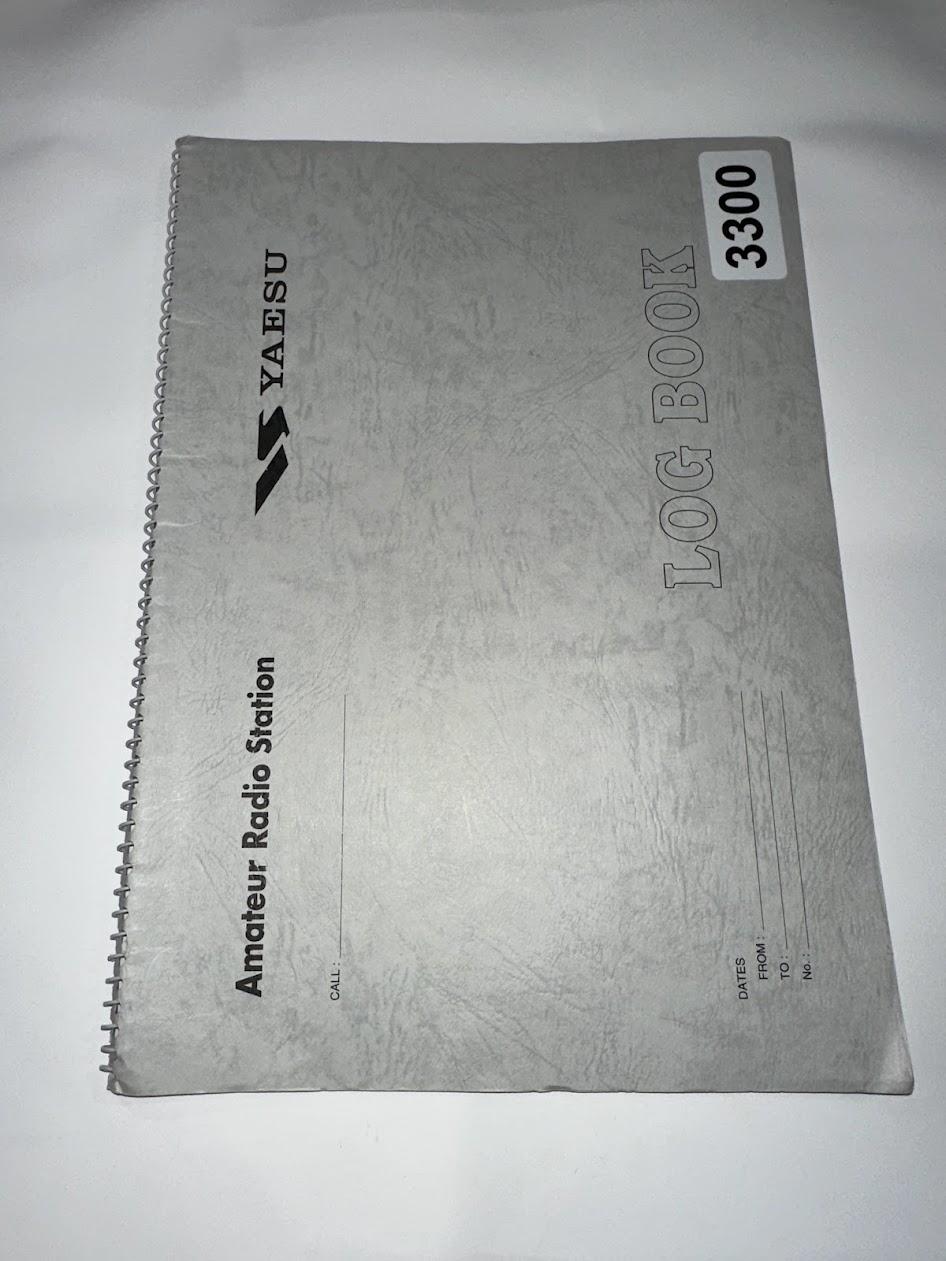 Amateur Radio Station
YAESU
CALL :
LOG BOOK
DATES
FROM :
TO :
No. :
3300